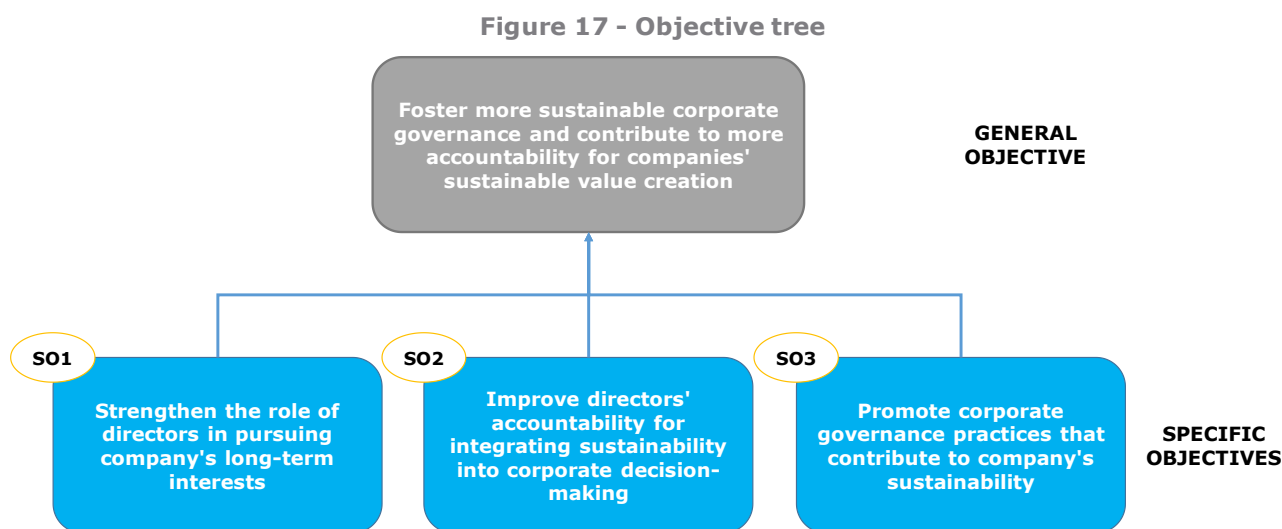 Figure 17 - Objective tree
Foster more sustainable corporate
governance and contribute to more
accountability for companies'
sustainable value creation
GENERAL
OBJECTIVE
SO1
Strengthen the role of
directors in pursuing
company's long-term
interests
SO2
Improve directors'
accountability for
integrating sustainability
into corporate decision-
making
SO3
Promote corporate
governance practices that
contribute to company's
sustainability
SPECIFIC
OBJECTIVES